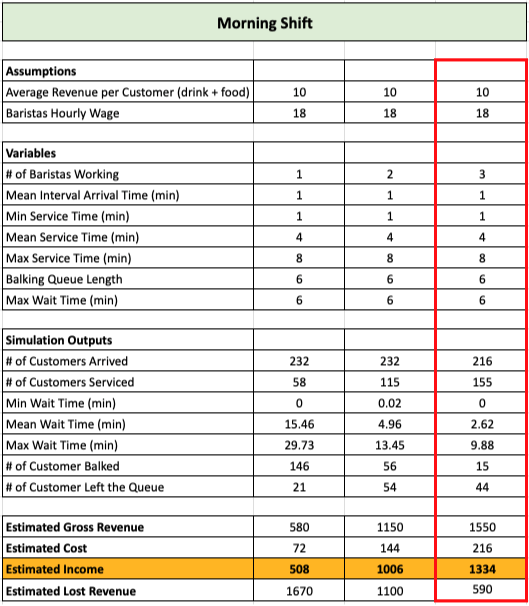 Morning Shift
Assumptions
Average Revenue per Customer (drink + food) 10 10 10
Baristas Hourly Wage 18 18 18
Variables
# of Baristas Working 1 2 3
Mean Interval Arrival Time (min) 1 1 1
Min Service Time (min) 1 1 1
Mean Service Time (min) 4 4 4
Max Service Time (min) 8 8 8
Balking Queue Length 6 6 6
Max Wait Time (min) 6 6 6
Simulation Outputs
# of Customers Arrived 232 232 216
# of Customers Serviced 58 115 155
Min Wait Time (min) 0 0.02 0
Mean Wait Time (min) 15.46 4.96 2.62
Max Wait Time (min) 29.73 13.45 9.88
# of Customer Balked 146 56 15
# of Customer Left the Queue 21 54 44
Estimated Gross Revenue 580 1150 1550
Estimated Cost 72 144 216
Estimated Income 508 1006 1334
Estimated Lost Revenue 1670 1100 590